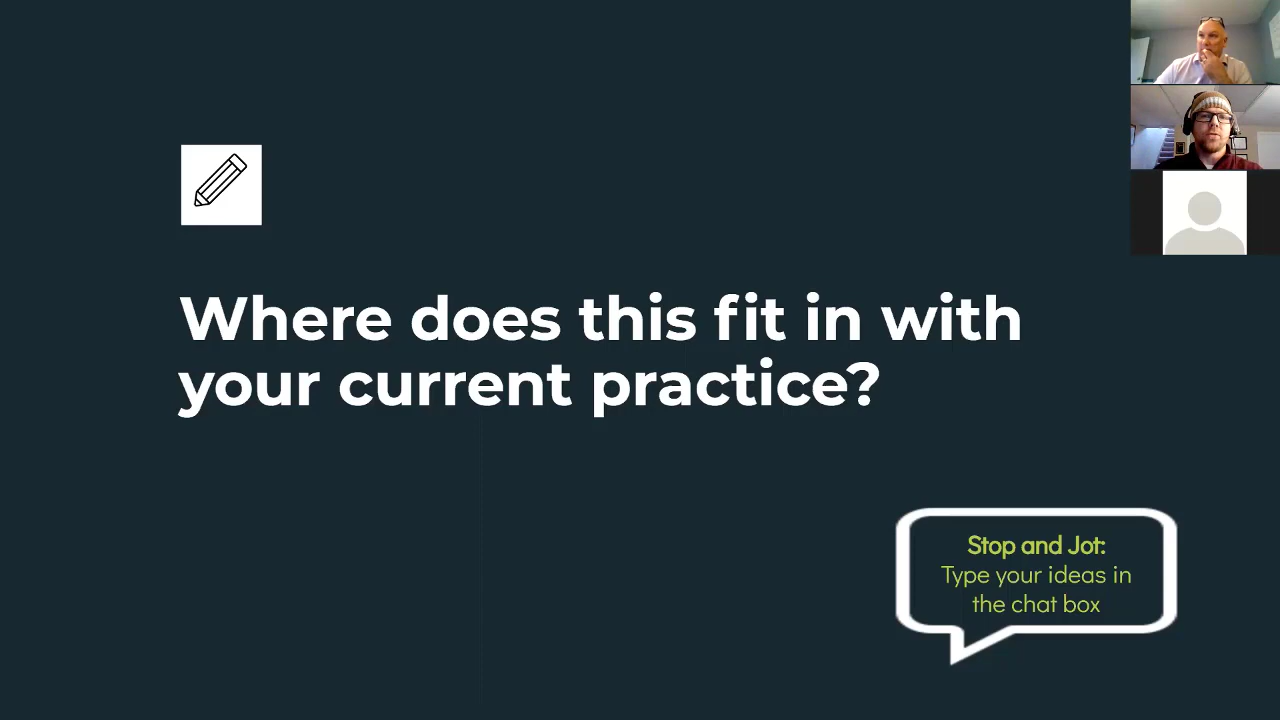 Where does this fit in with
your current practice?
Stop and Jot:
Type your ideas in
the chat box